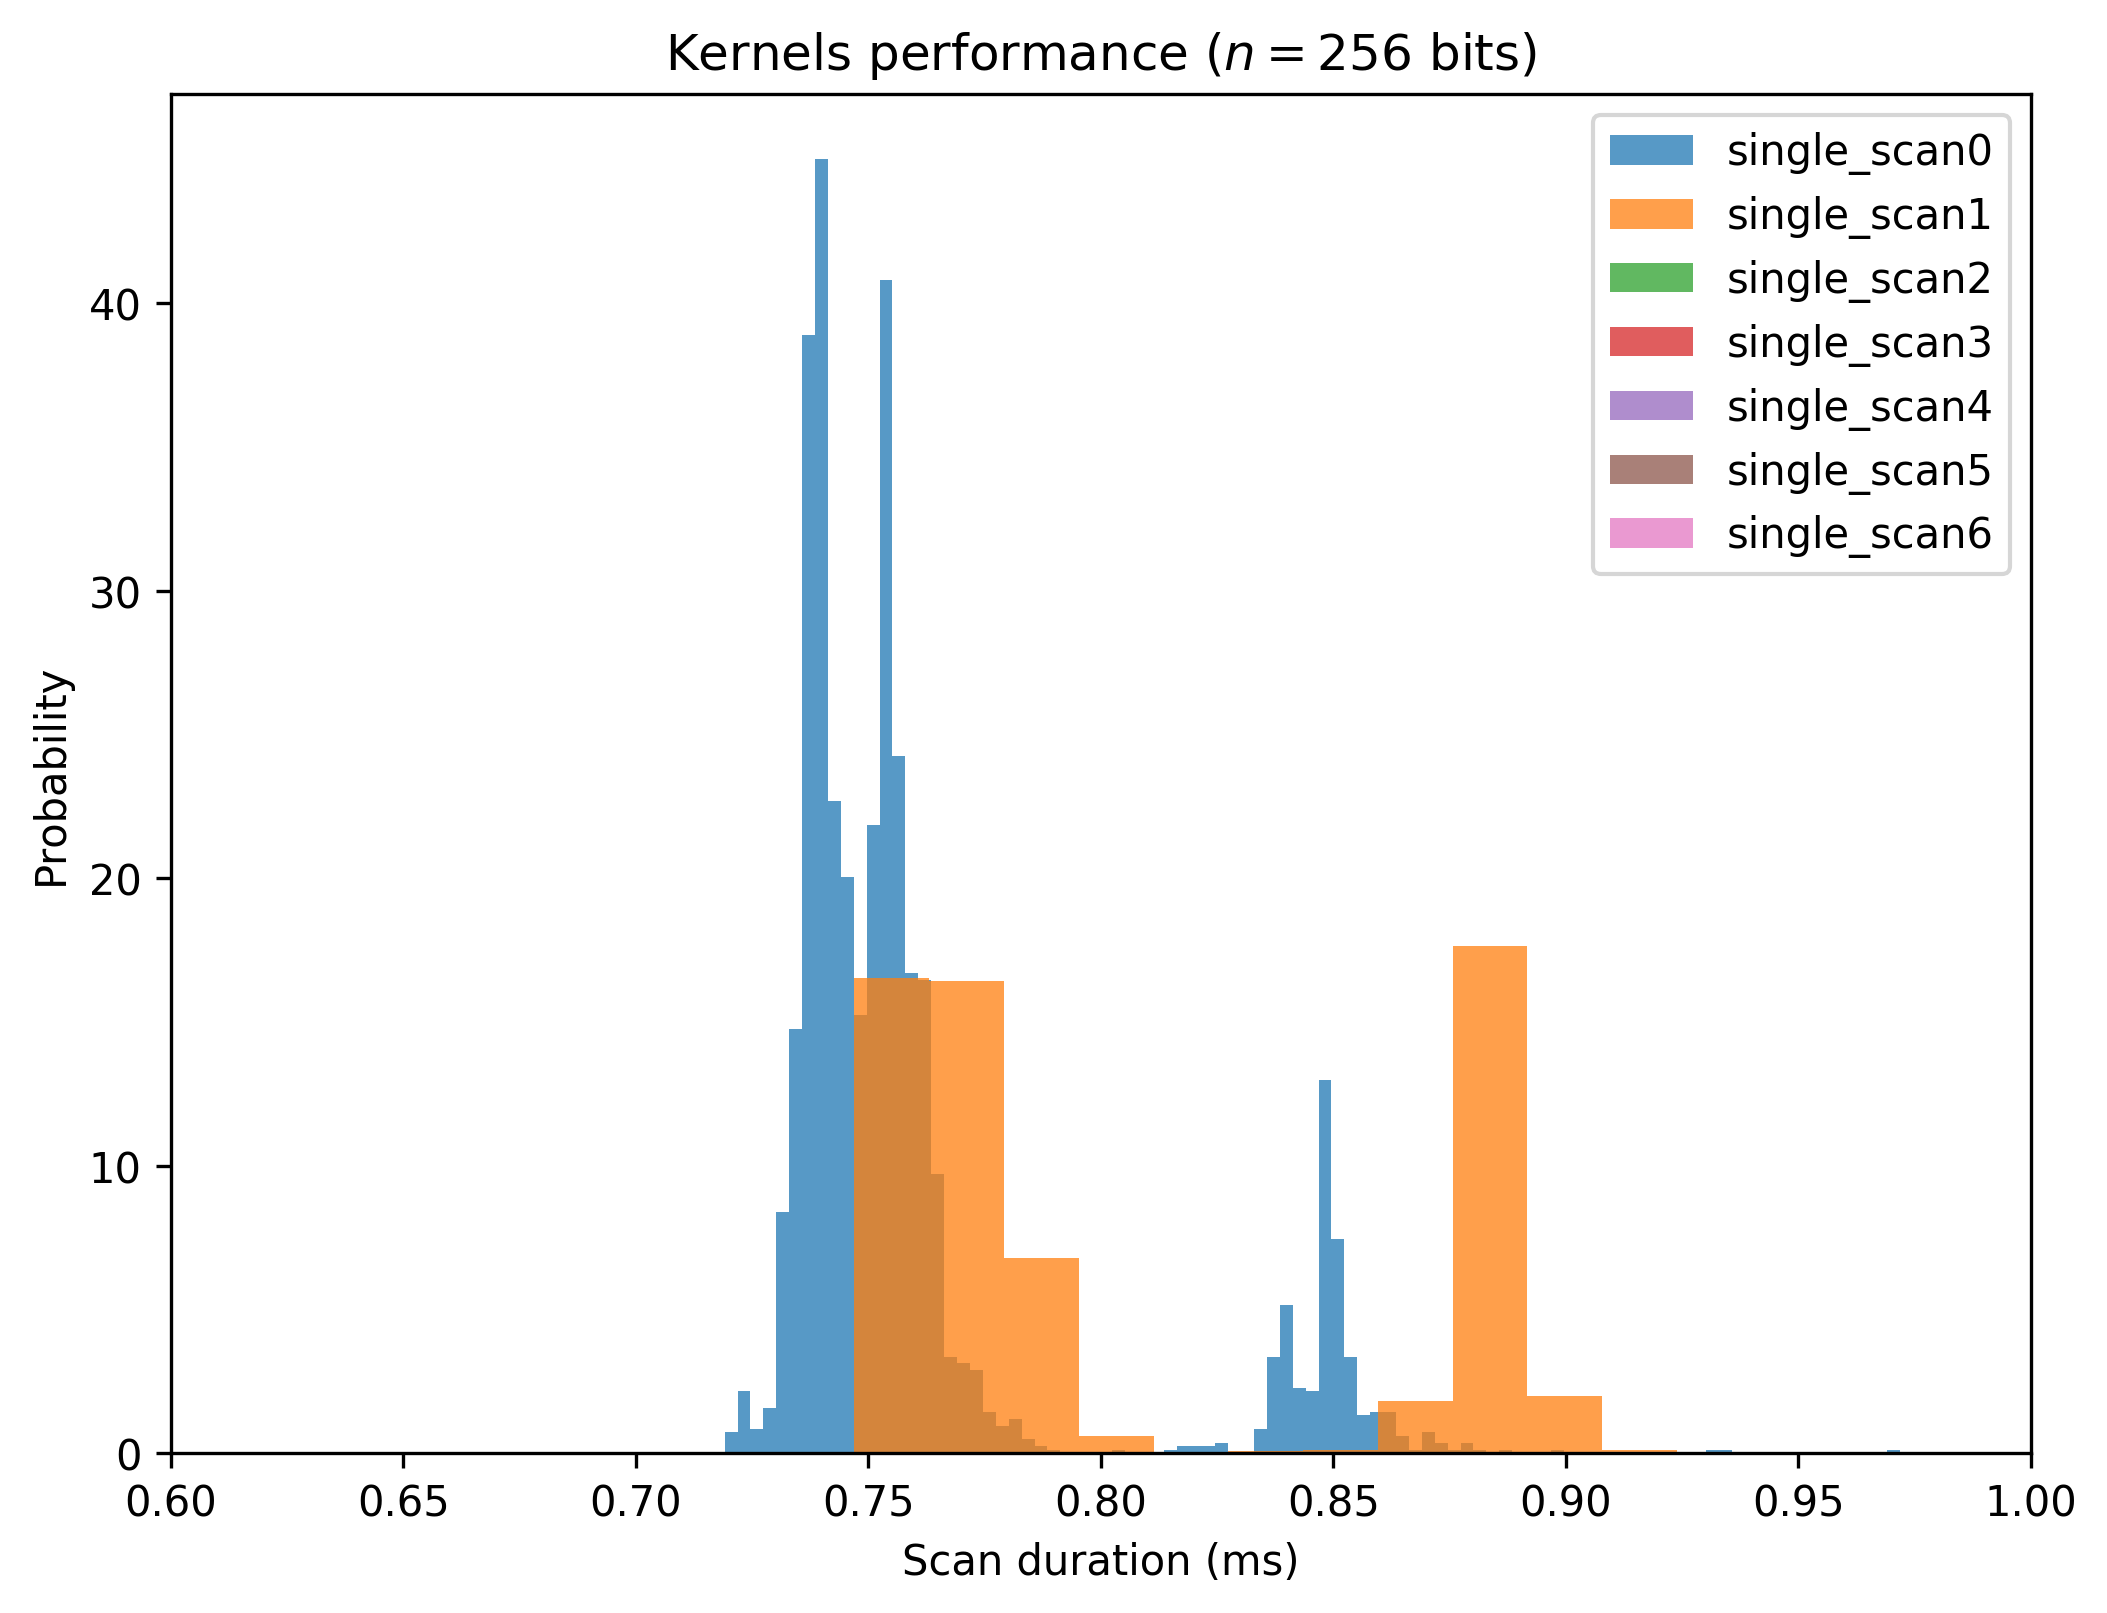 Kernels performance (n = 256 bits)
single_scan0
single_scan1
single_scan2
single_scan3
single_scan4
single_scan5
single_scan6
Probability
40
30
20
10
0
0.60 0.65 0.70 0.75 0.80 0.85 0.90 0.95 1.00
Scan duration (ms)